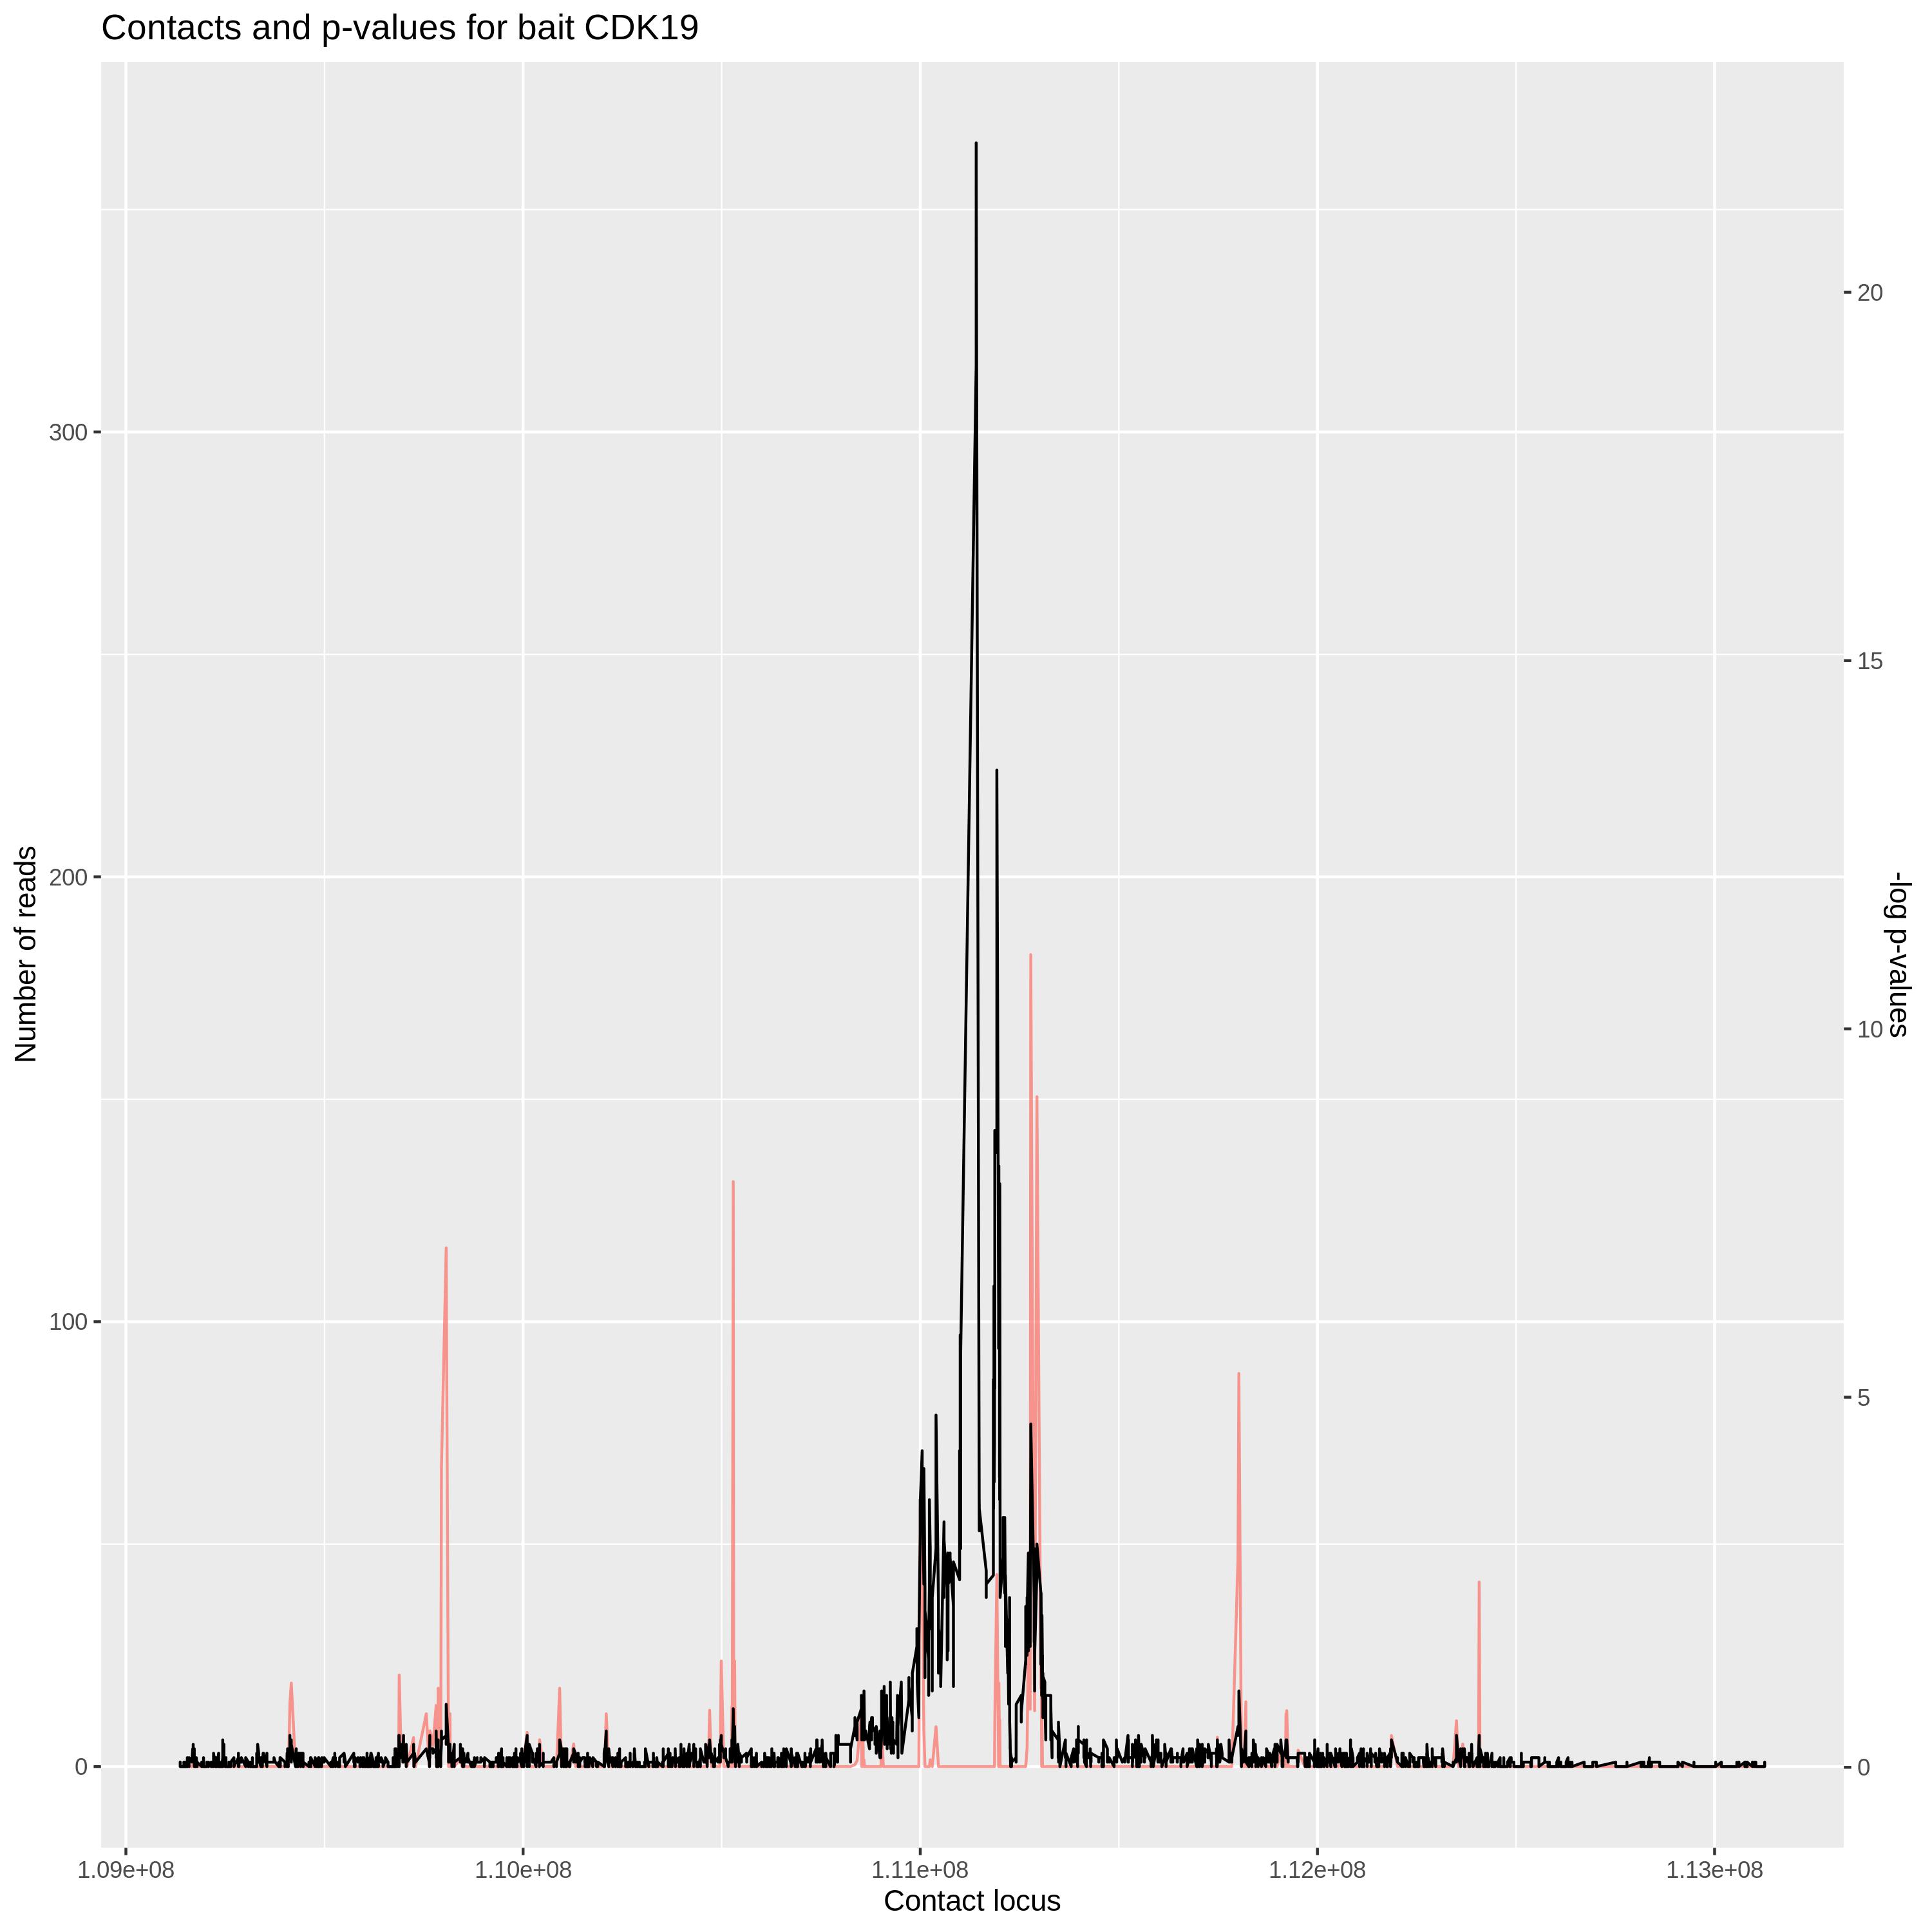 Contacts and p-values for bait CDK19
300
200
100
0
Number of reads
20
15
10
5
0
-log p-values
1.09e+08 1.10e+08 1.11e+08 1.12e+08 1.13e+08
Contact locus